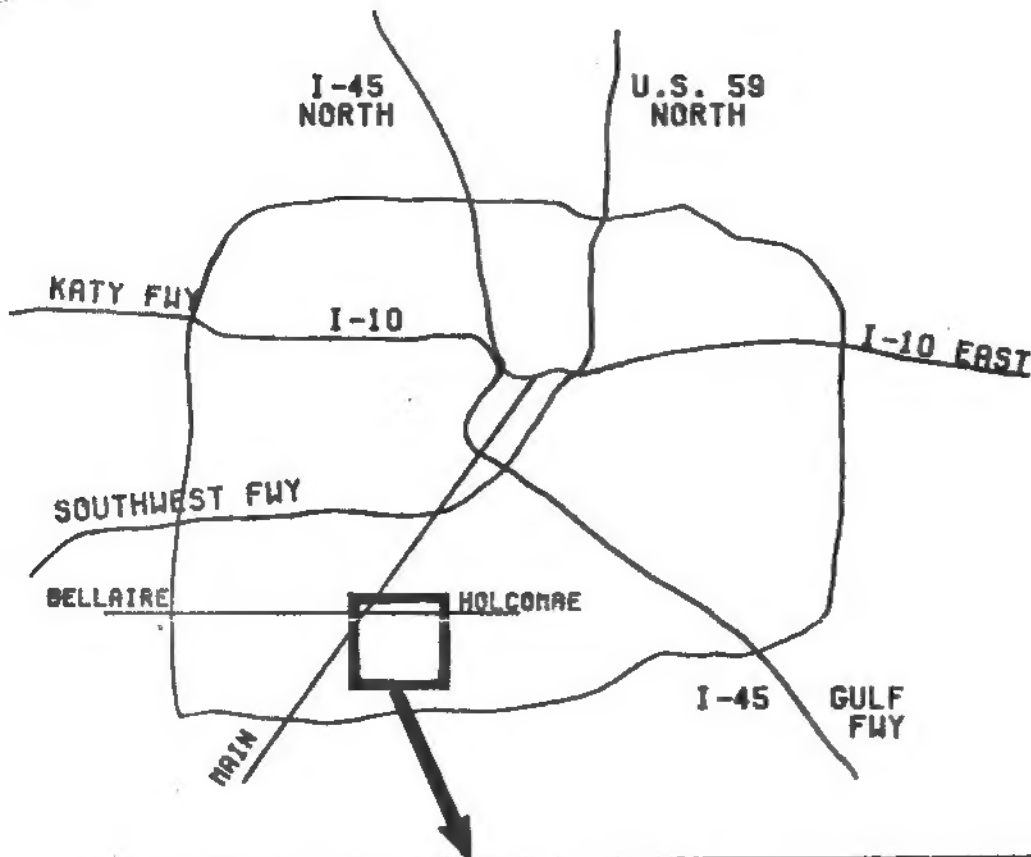 I-45
NORTH
U.S. 59
NORTH
KATY FWY
I-10
I-10 EAST
SOUTHWEST FWY
BELLAIRE
HOLCOMBE
I-45
GULF
FWY
MAIN